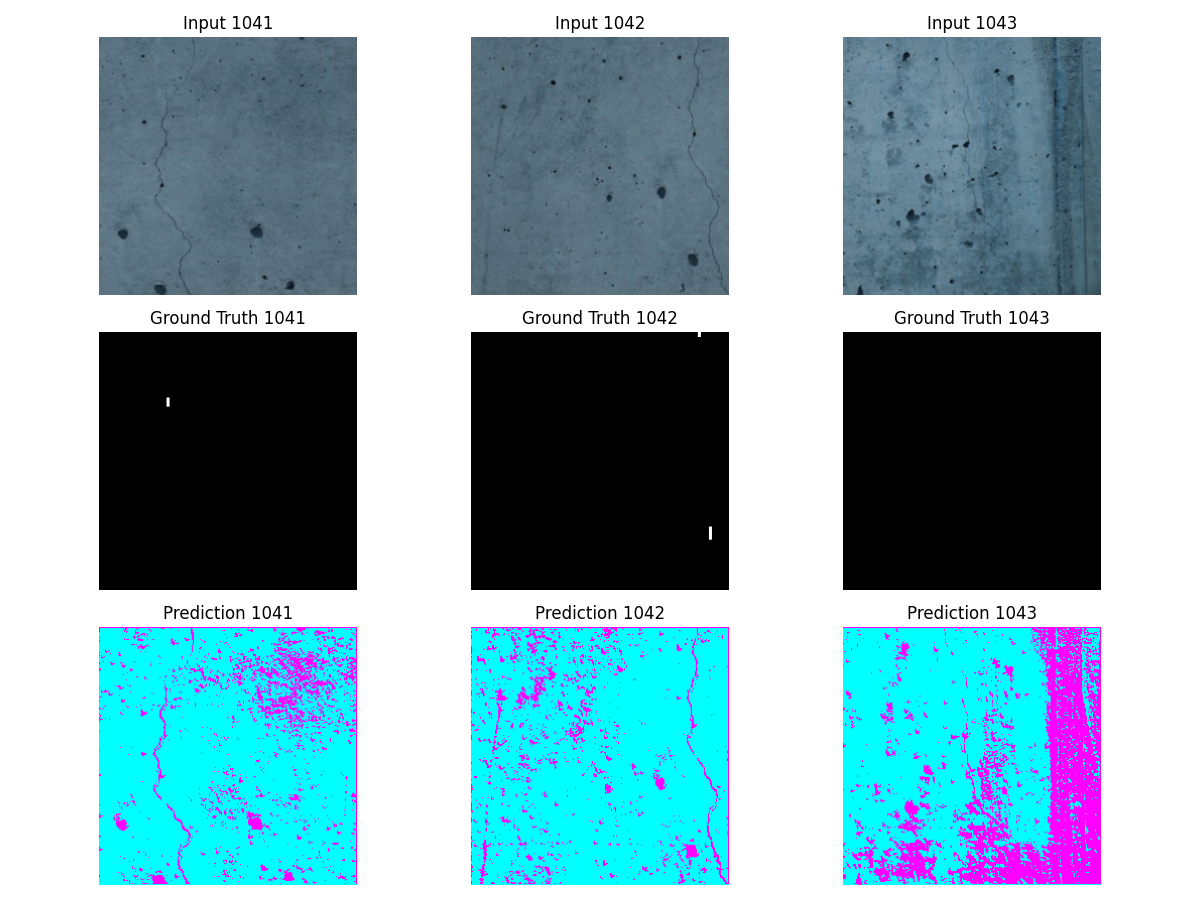 Input 1041
Input 1042
Input 1043
Ground Truth 1041
Ground Truth 1042
Ground Truth 1043
Prediction 1041
Prediction 1042
Prediction 1043